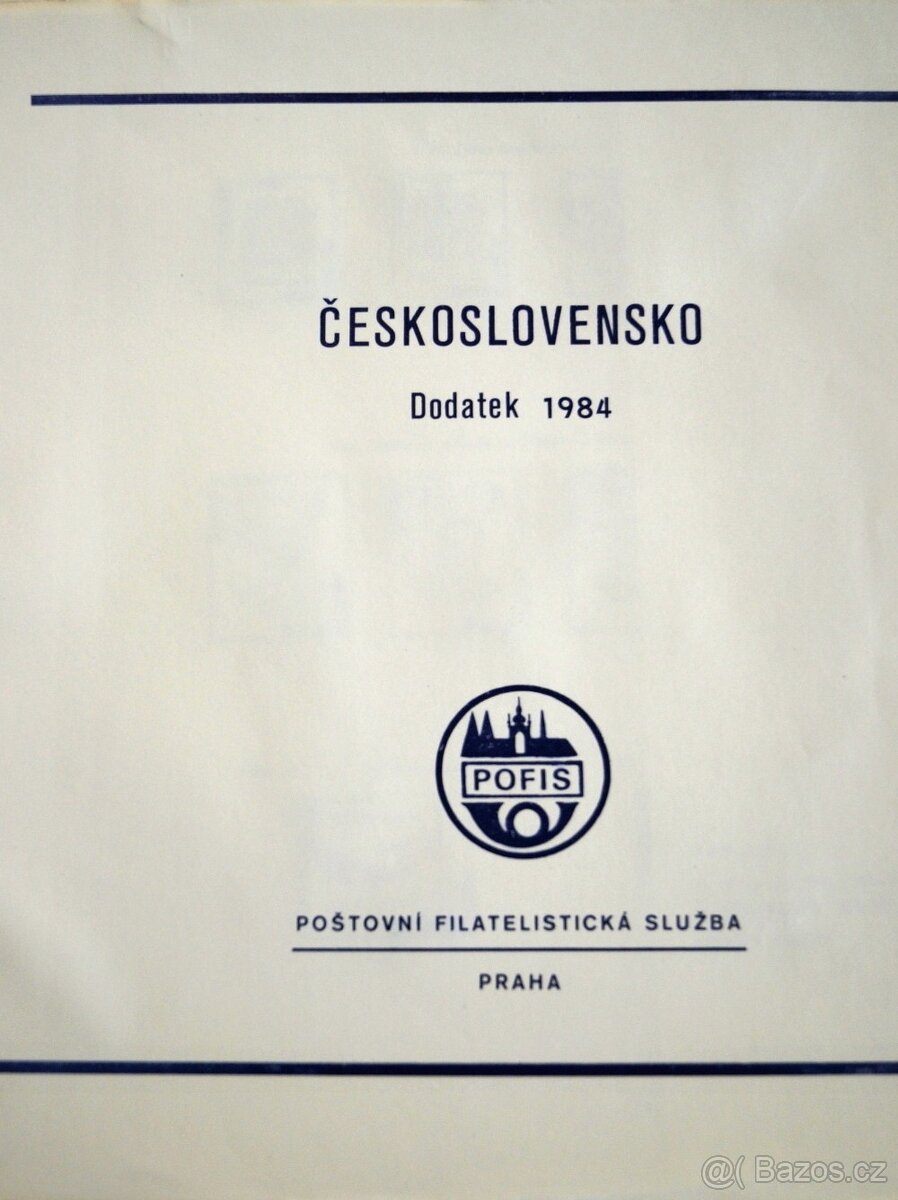 ČESKOSLOVENSKO
Dodatek 1984
POFIS
POŠTOVNÍ FILATELISTICKÁ SLUŽBA
PRAHA
@( Bazos.cz